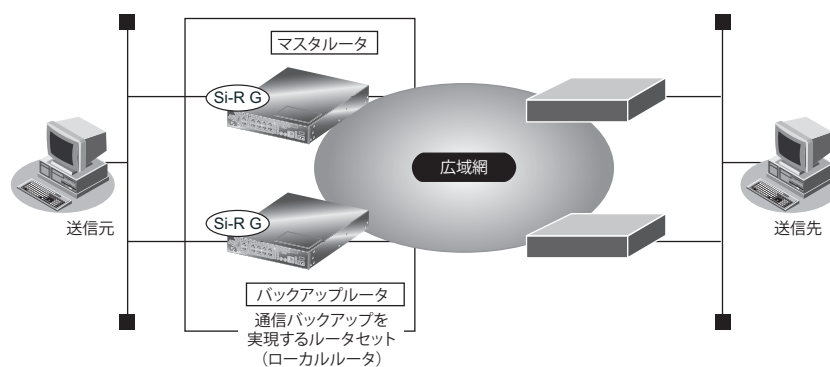 マスタルータ
Si-R G
広域網
送信元
送信先
Si-R G
バックアップルータ
通信バックアップを
実現するルータセット
(ローカルルータ)